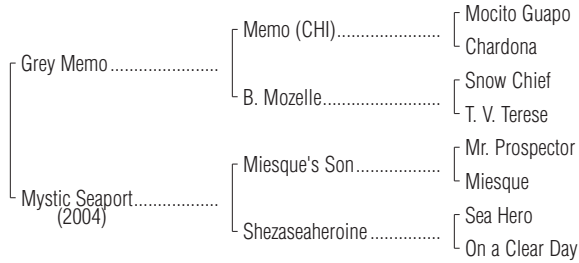 Mocito Guapo
Memo (CHI)
Chardona
Grey Memo
Snow Chief
B. Mozelle
T. V. Terese
Mr. Prospector
Miesque's Son
Miesque
Mystic Seaport
(2004)
Sea Hero
Shezaseaheroine
On a Clear Day